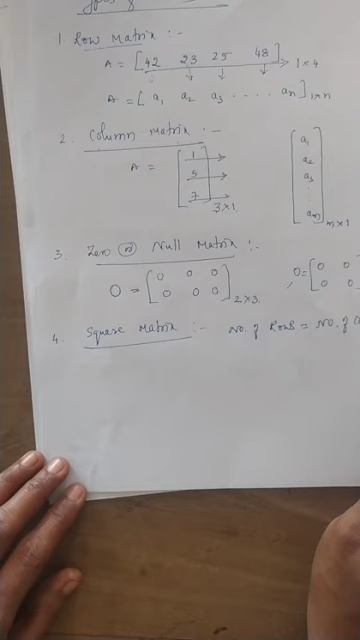 1. Row Matrix :-
A = [42 23 25 48] 1×4
A = [a1 a2 a3 ..... an] 1×n
2. Column matrix :-
A = [1 5 7] 3×1 [a1 a2 a3 ... am] m×1
3. Zero or Null Matrix :-
O = [0 0 0
0 0 0] 2×3. , O = [0 0
0 0
4. Square Matrix :- No. of Rows = No. of